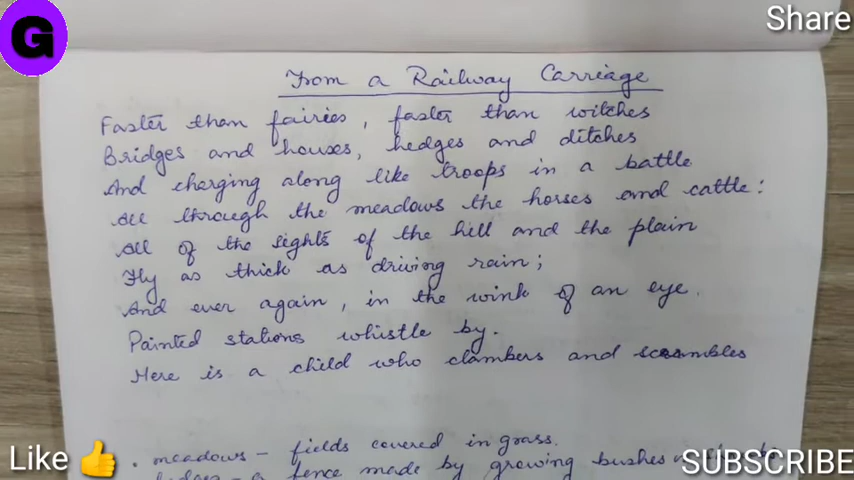 G
Share
From a Railway Carriage
Faster than fairies, faster than witches
Bridges and houses, hedges and ditches
And charging along like troops in a battle
All through the meadows the horses and cattle:
All of the sights of the hill and the plain
Fly as thick as driving rain;
And ever again, in the wink of an eye.
Painted stations whistle by.
Here is a child who clambers and scrambles
• meadows - fields covered in grass.
hedges - a fence made by growing bushes
Like 👍
SUBSCRIBE